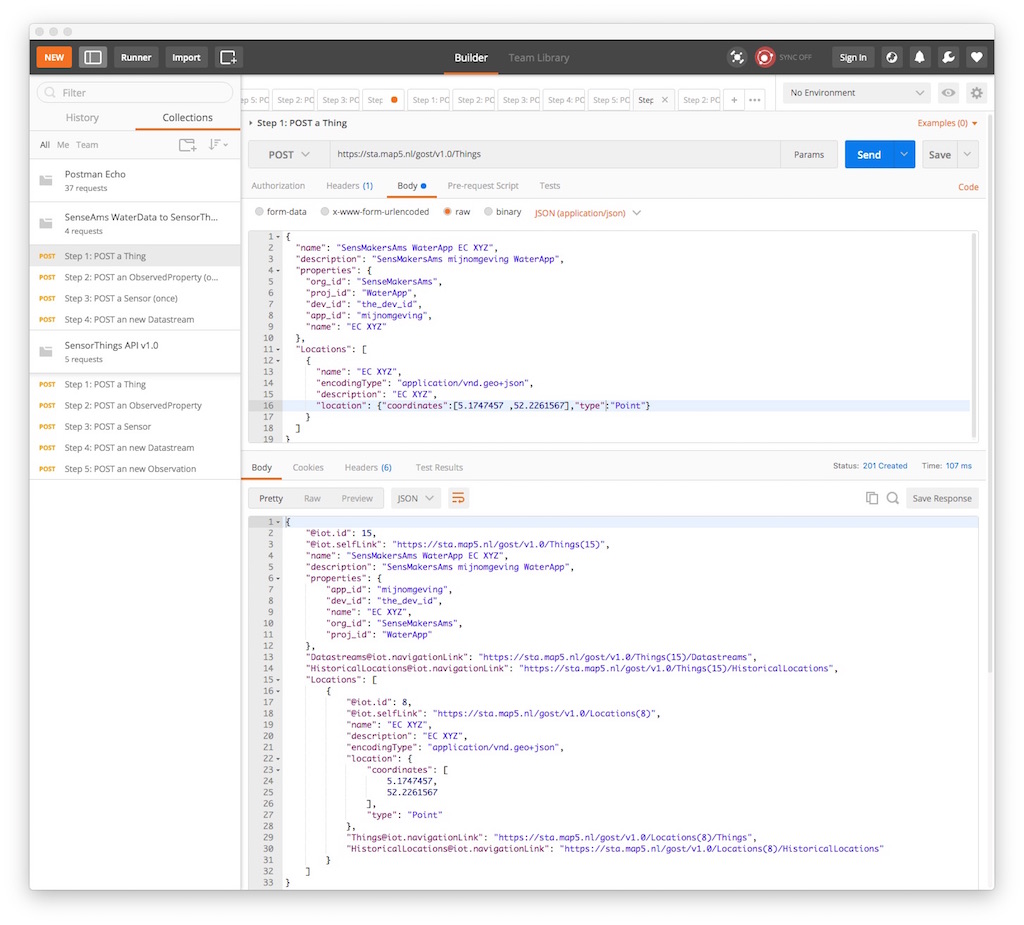 NEW Runner Import Builder Team Library SYNC OFF Sign In
Filter
History Collections
All Me Team
Postman Echo
37 requests
SenseAms WaterData to SensorTh...
4 requests
POST Step 1: POST a Thing
POST Step 2: POST an ObservedProperty (o...
POST Step 3: POST a Sensor (once)
POST Step 4: POST an new Datastream
SensorThings API v1.0
5 requests
POST Step 1: POST a Thing
POST Step 2: POST an ObservedProperty
POST Step 3: POST a Sensor
POST Step 4: POST an new Datastream
POST Step 5: POST an new Observation
ep 5: PC Step 2: PC Step 3: PC Step Step 1: PC Step 2: PC Step 3: PC Step 4: PC Step 5: PC Step × Step 2: PC + ••• No Environment
Step 1: POST a Thing Examples (0)
POST https://sta.map5.nl/gost/v1.0/Things Params Send Save
Authorization Headers (1) Body Pre-request Script Tests Code
form-data x-www-form-urlencoded raw binary JSON (application/json)
1 {
2 "name": "SensMakersAms WaterApp EC XYZ",
3 "description": "SensMakersAms mijnomgeving WaterApp",
4 "properties": {
5 "org_id": "SenseMakersAms",
6 "proj_id": "WaterApp",
7 "dev_id": "the_dev_id",
8 "app_id": "mijnomgeving",
9 "name": "EC XYZ"
10 },
11 "Locations": [
12 {
13 "name": "EC XYZ",
14 "encodingType": "application/vnd.geo+json",
15 "description": "EC XYZ",
16 "location": {"coordinates":[5.1747457 ,52.2261567],"type":"Point"}
17 }
18 ]
19 }
Body Cookies Headers (6) Test Results Status: 201 Created Time: 107 ms
Pretty Raw Preview JSON Save Response
1 {
2 "@iot.id": 15,
3 "@iot.selfLink": "https://sta.map5.nl/gost/v1.0/Things(15)",
4 "name": "SensMakersAms WaterApp EC XYZ",
5 "description": "SensMakersAms mijnomgeving WaterApp",
6 "properties": {
7 "app_id": "mijnomgeving",
8 "dev_id": "the_dev_id",
9 "name": "EC XYZ",
10 "org_id": "SenseMakersAms",
11 "proj_id": "WaterApp"
12 },
13 "Datastreams@iot.navigationLink": "https://sta.map5.nl/gost/v1.0/Things(15)/Datastreams",
14 "HistoricalLocations@iot.navigationLink": "https://sta.map5.nl/gost/v1.0/Things(15)/HistoricalLocations",
15 "Locations": [
16 {
17 "@iot.id": 8,
18 "@iot.selfLink": "https://sta.map5.nl/gost/v1.0/Locations(8)",
19 "name": "EC XYZ",
20 "description": "EC XYZ",
21 "encodingType": "application/vnd.geo+json",
22 "location": {
23 "coordinates": [
24 5.1747457,
25 52.2261567
26 ],
27 "type": "Point"
28 },
29 "Things@iot.navigationLink": "https://sta.map5.nl/gost/v1.0/Locations(8)/Things",
30 "HistoricalLocations@iot.navigationLink": "https://sta.map5.nl/gost/v1.0/Locations(8)/HistoricalLocations"
31 }
32 ]
33 }